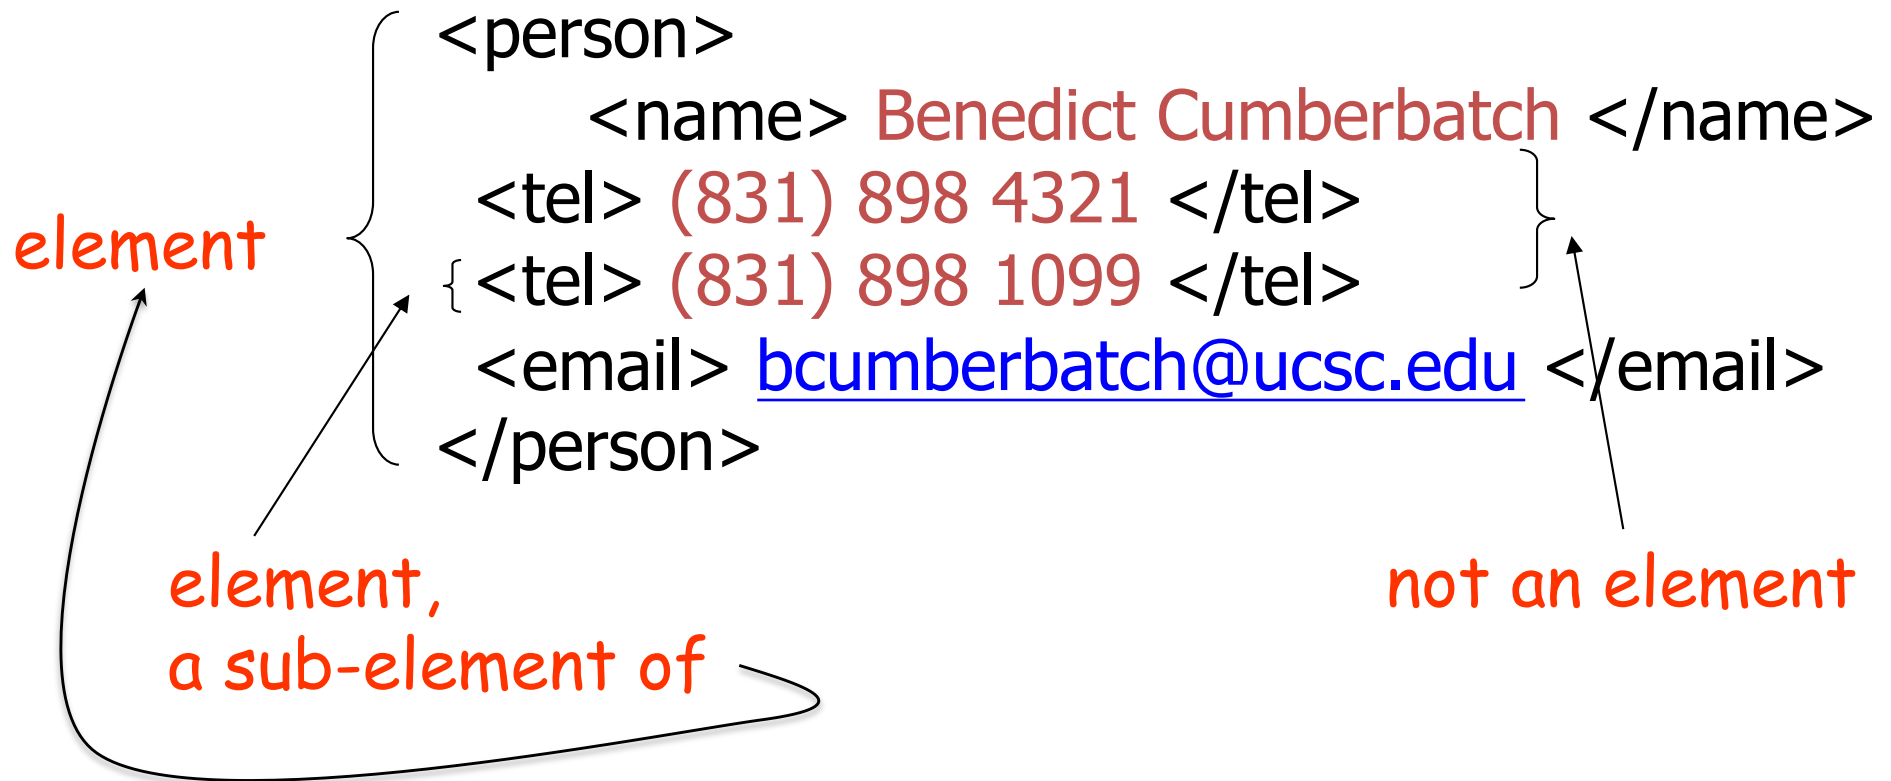 <person>
<name> Benedict Cumberbatch </name>
<tel> (831) 898 4321 </tel>
element
<tel> (831) 898 1099 </tel>
<email> bcumberbatch@ucsc.edu </email>
</person>
element,
a sub-element of
not an element